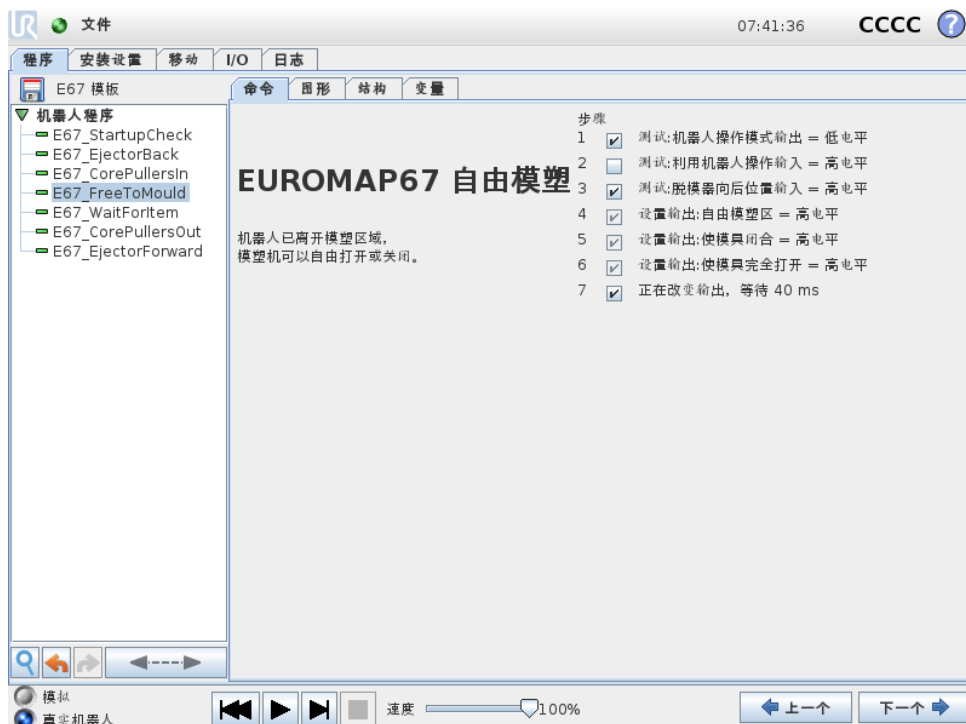 UR 文件 07:41:36 CCCC ?
程序 安装设置 移动 I/O 日志
E67 模板
命令 图形 结构 变量
机器人程序
E67_StartupCheck
E67_EjectorBack
E67_CorePullersIn
E67_FreeToMould
E67_WaitForItem
E67_CorePullersOut
E67_EjectorForward
EUROMAP67 自由模塑
机器人已离开模塑区域，
模塑机可以自由打开或关闭。
步骤
1 测试:机器人操作模式输出 = 低电平
2 测试:利用机器人操作输入 = 高电平
3 测试:脱模器向后位置输入 = 高电平
4 设置输出:自由模塑区 = 高电平
5 设置输出:使模具闭合 = 高电平
6 设置输出:使模具完全打开 = 高电平
7 正在改变输出，等待 40 ms
模拟
真实机器人
速度 100%
上一个 下一个